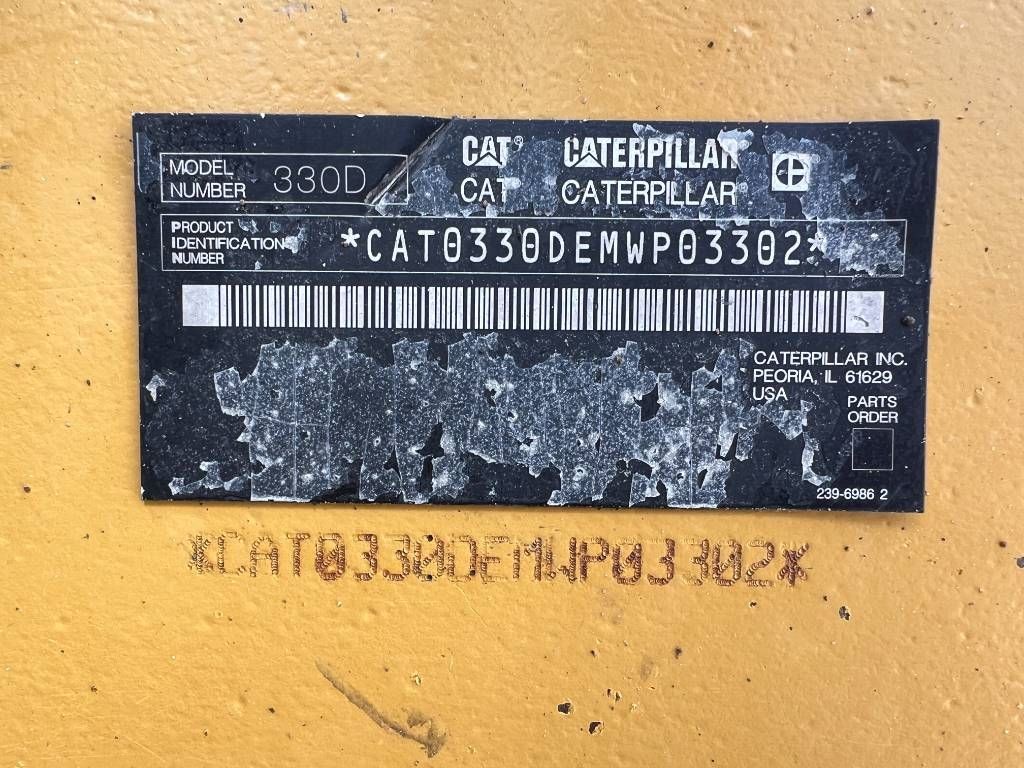 MODEL NUMBER 330D
CAT® CATERPILLAR
CAT CATERPILLAR
PRODUCT
IDENTIFICATION
NUMBER
*CAT0330DEMWP03302*
CATERPILLAR INC.
PEORIA, IL 61629
USA
PARTS
ORDER
239-6986 2
*CAT0330DEMWP03302*